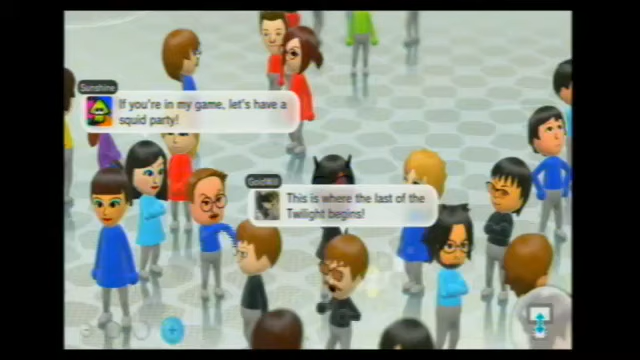 Sunshine
If you're in my game, let's have a
squid party!
This is where the last of the
Twilight begins!